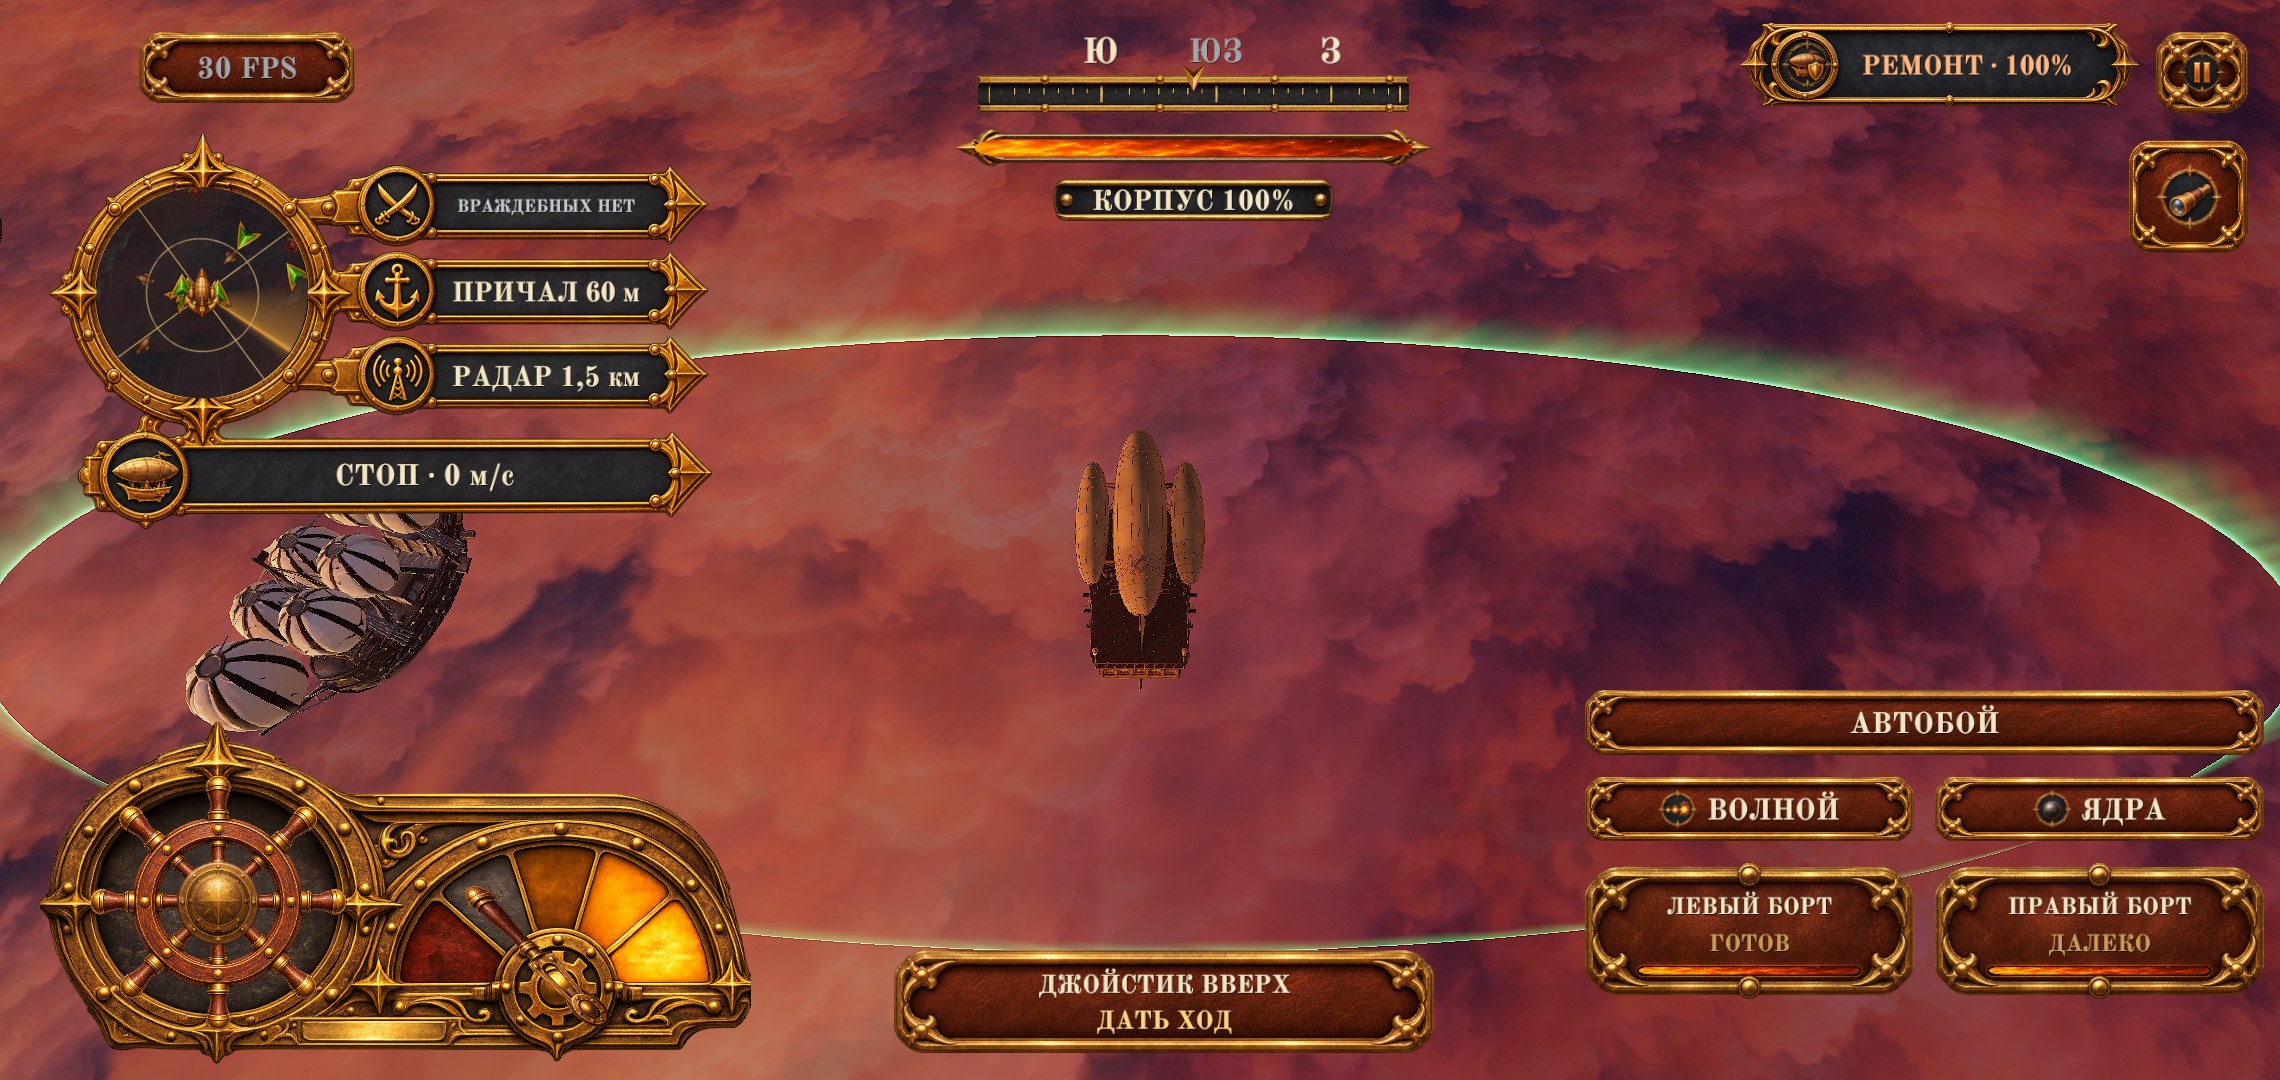 30 FPS
Ю ЮЗ З
РЕМОНТ · 100%
КОРПУС 100%
ВРАЖДЕБНЫХ НЕТ
ПРИЧАЛ 60 м
РАДАР 1,5 км
СТОП · 0 м/с
АВТОБОЙ
ВОЛНОЙ
ЯДРА
ЛЕВЫЙ БОРТ
ГОТОВ
ПРАВЫЙ БОРТ
ДАЛЕКО
ДЖОЙСТИК ВВЕРХ
ДАТЬ ХОД